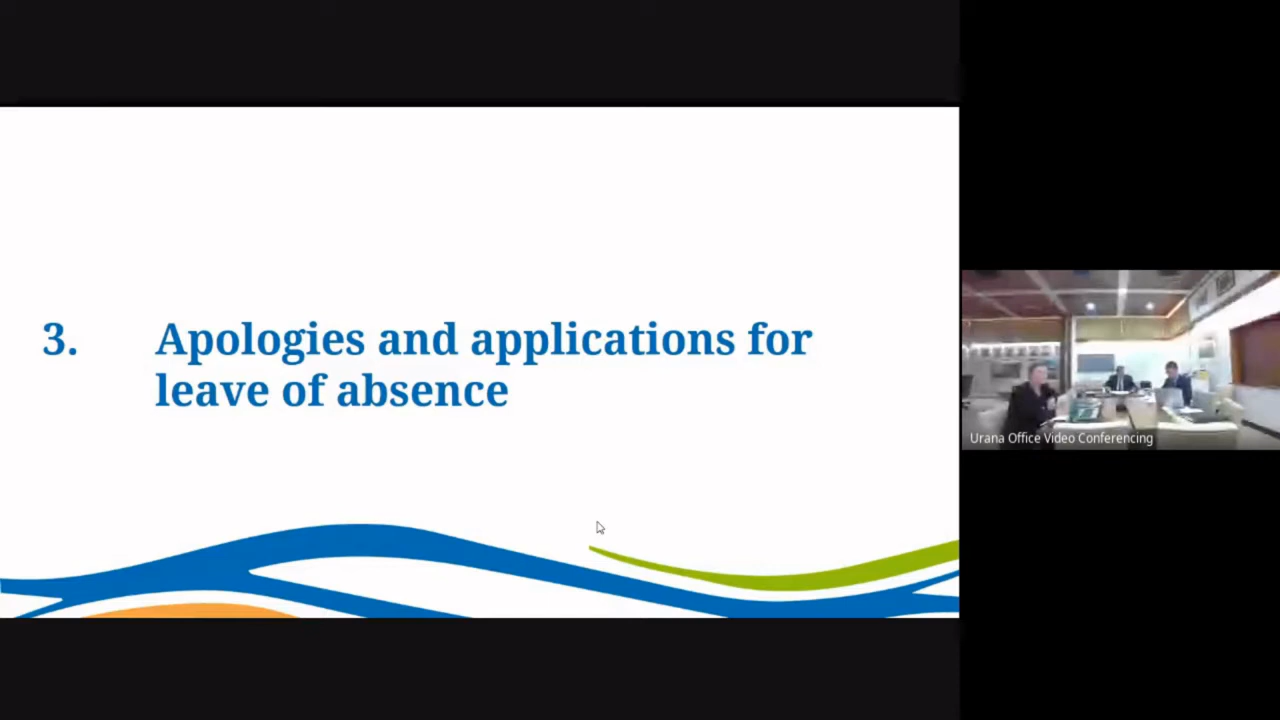 3. Apologies and applications for
leave of absence
Urana Office Video Conferencing